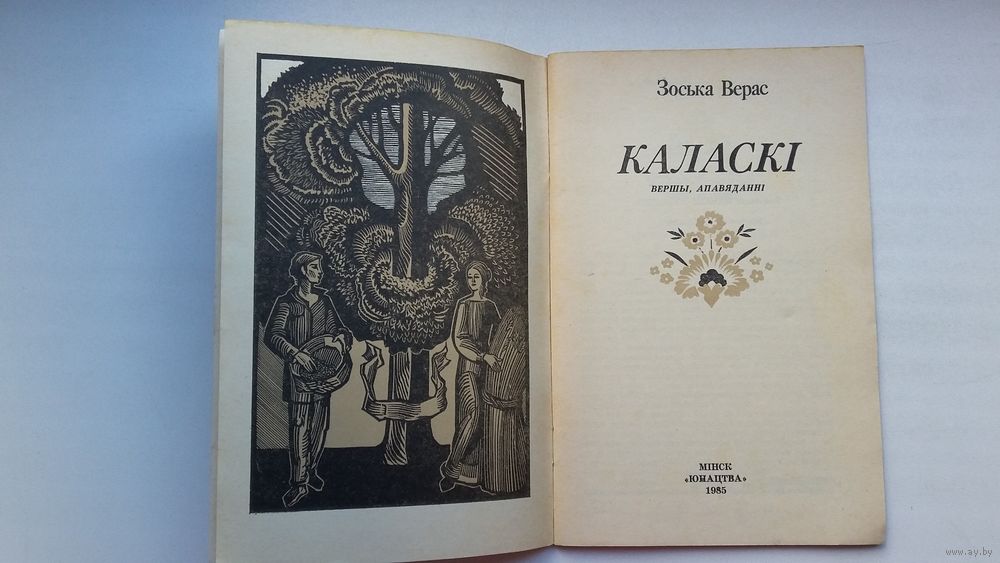 Зоська Верас
КАЛАСКІ
ВЕРШЫ, АПАВЯДАННІ
МІНСК
«ЮНАЦТВА»
1985
www.ay.by